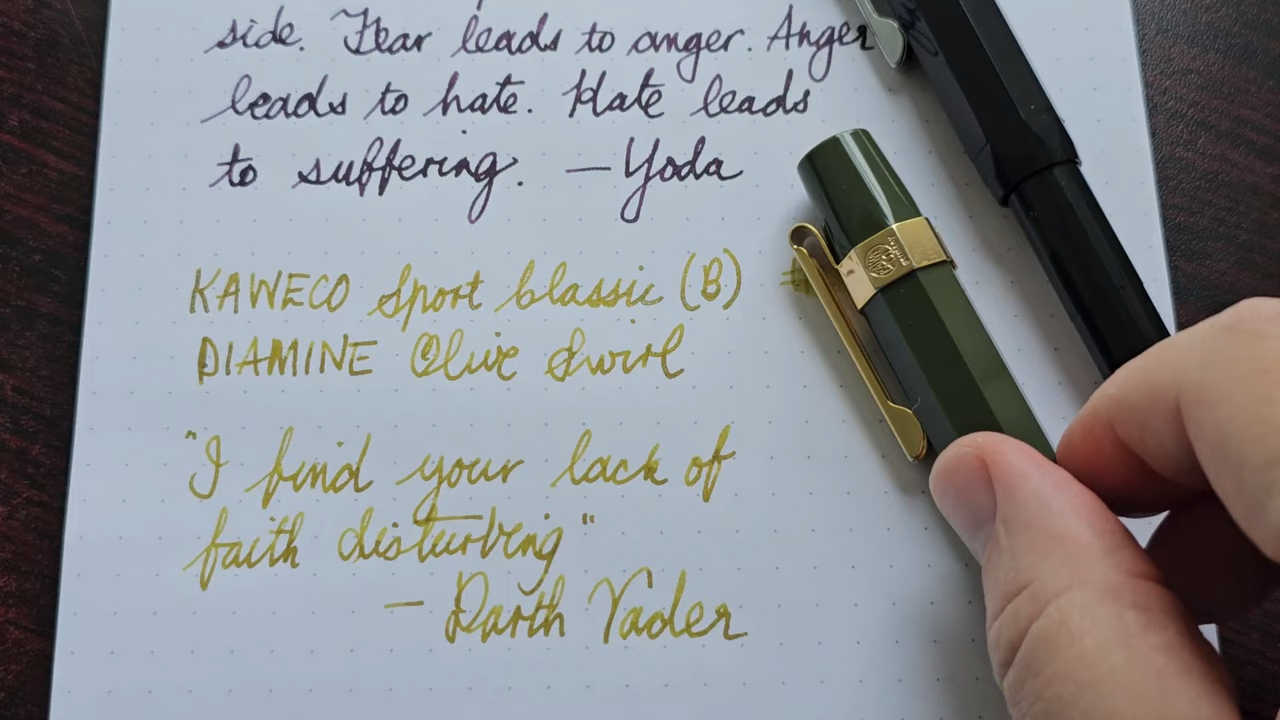 side. Fear leads to anger. Anger
leads to hate. Hate leads
to suffering. — Yoda
KAWECO Sport Classic (B)
DIAMINE Olive Swirl
"I find your lack of
faith disturbing"
— Darth Vader